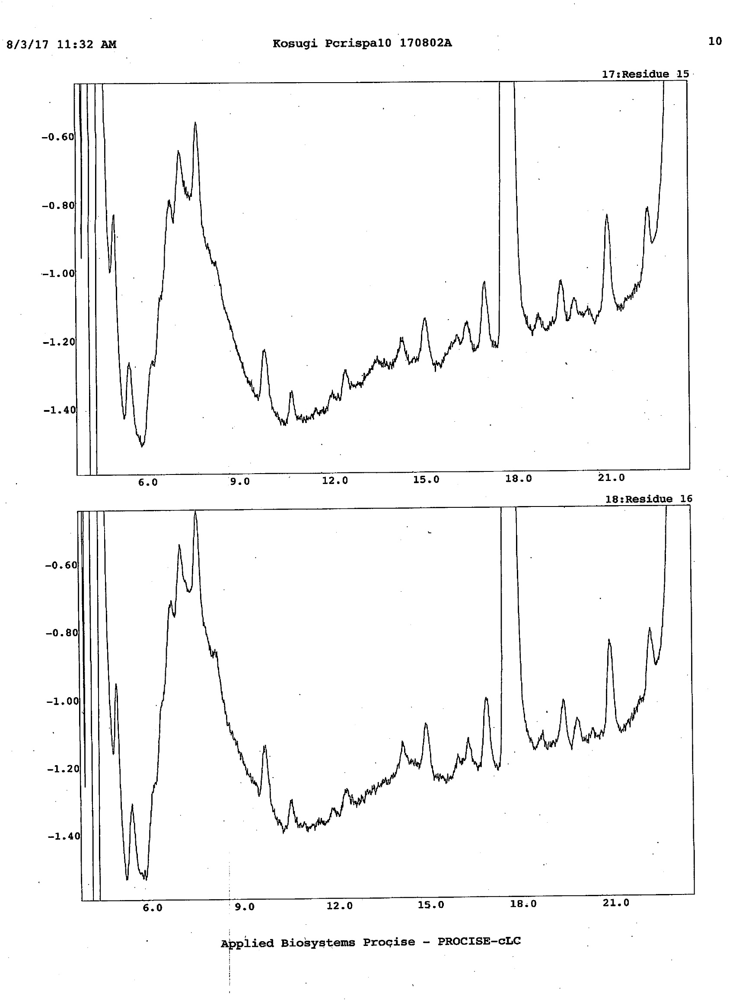 8/3/17 11:32 AM Kosugi Pcrispa10 170802A 10
17:Residue 15
-0.60
-0.80
-1.00
-1.20
-1.40
6.0 9.0 12.0 15.0 18.0 21.0
18:Residue 16
-0.60
-0.80
-1.00
-1.20
-1.40
6.0 9.0 12.0 15.0 18.0 21.0
Applied Biosystems Procise - PROCISE-cLC